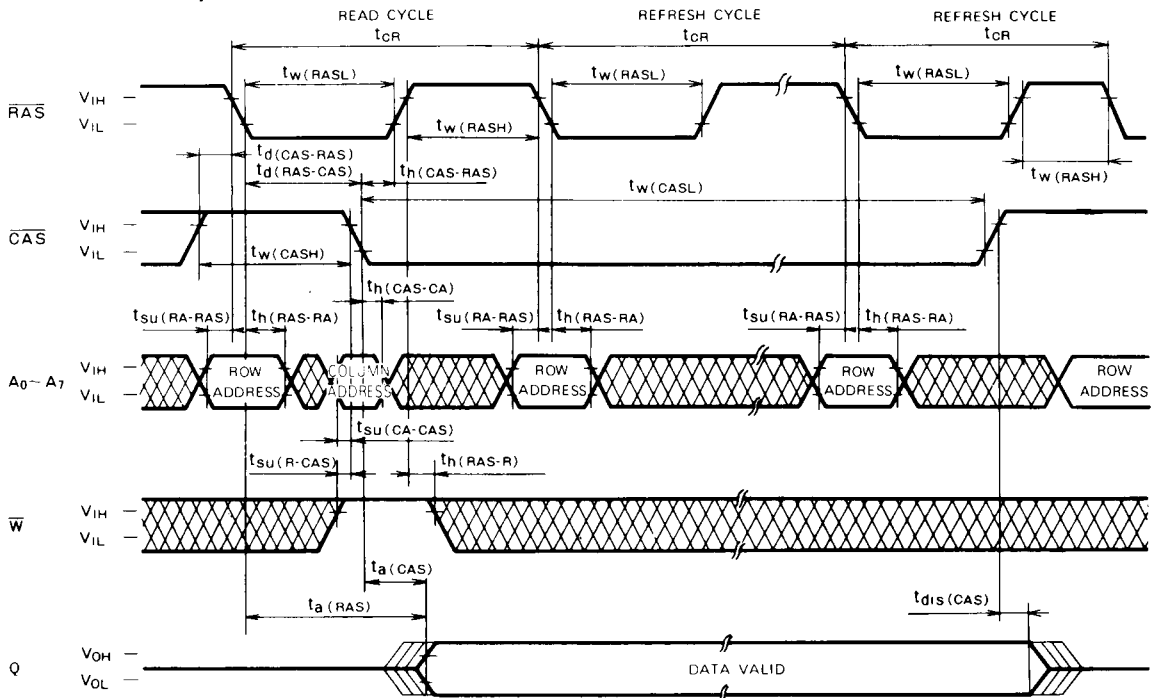 READ CYCLE REFRESH CYCLE REFRESH CYCLE
tCR tCR tCR
tW(RASL) tW(RASL) tW(RASL)
RAS VIH
VIL
tW(RASH)
td(CAS-RAS)
td(RAS-CAS) th(CAS-RAS)
tW(RASH)
tW(CASL)
CAS VIH
VIL
tW(CASH)
th(CAS-CA)
tsu(RA-RAS) th(RAS-RA) tsu(RA-RAS) th(RAS-RA) tsu(RA-RAS) th(RAS-RA)
A0~A7 VIH
VIL
ROW ADDRESS
COLUMN ADDRESS
ROW ADDRESS
ROW ADDRESS
ROW ADDRESS
tsu(CA-CAS)
tsu(R-CAS) th(RAS-R)
W VIH
VIL
ta(CAS)
ta(RAS)
tdis(CAS)
Q VOH
VOL
DATA VALID